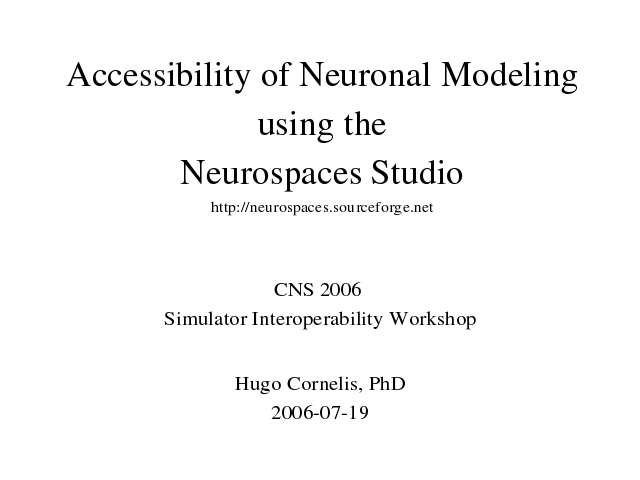 Accessibility of Neuronal Modeling
using the
Neurospaces Studio
http://neurospaces.sourceforge.net
CNS 2006
Simulator Interoperability Workshop
Hugo Cornelis, PhD
2006-07-19